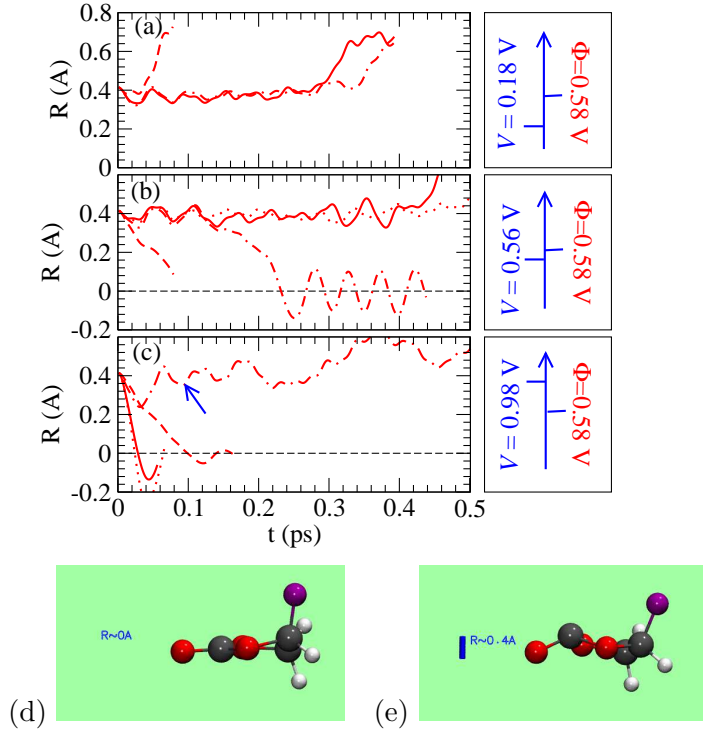 (a)
0.8
0.6
0.4
0.2
0
R (A)
V = 0.18 V
Φ=0.58 V
(b)
0.4
0.2
0
-0.2
R (A)
V = 0.56 V
Φ=0.58 V
(c)
0.4
0.2
0
-0.2
R (A)
V = 0.98 V
Φ=0.58 V
0 0.1 0.2 0.3 0.4 0.5
t (ps)
R~0A
R~0.4A
(d)
(e)